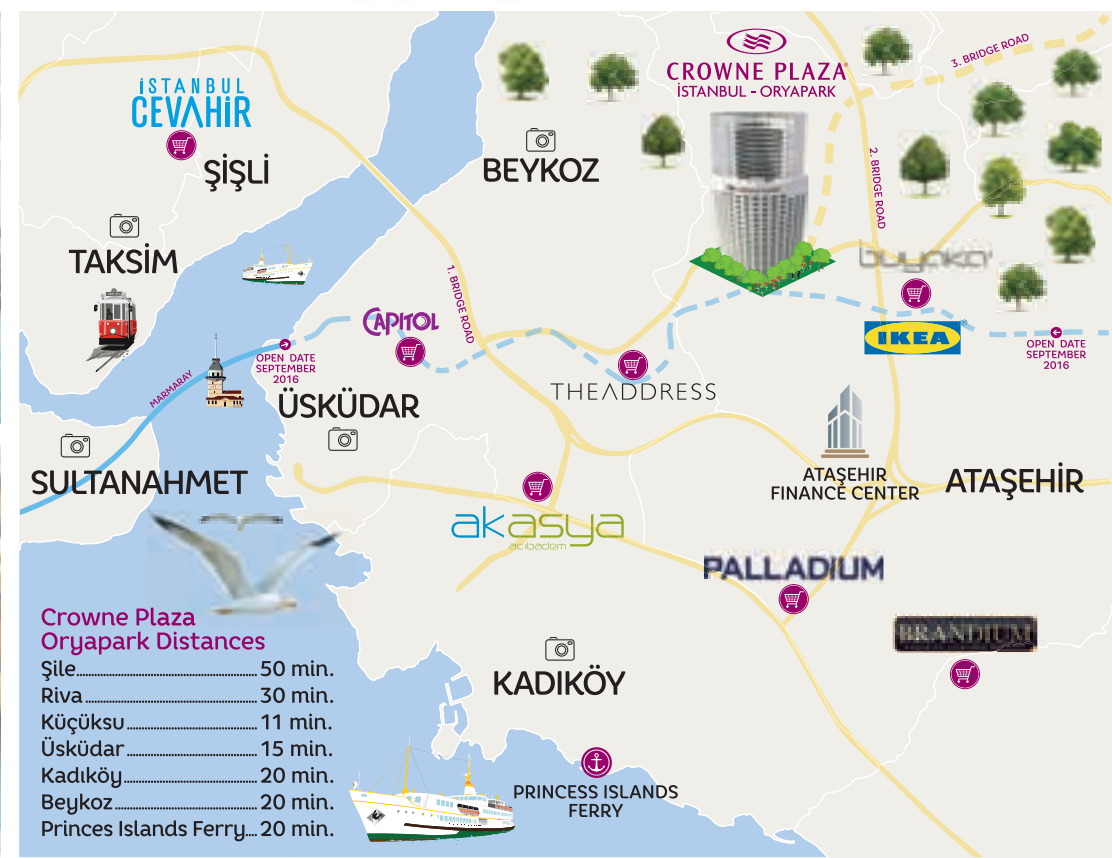 İSTANBUL
CEVAHİR
ŞİŞLİ
TAKSİM
BEYKOZ
CROWNE PLAZA
İSTANBUL - ORYAPARK
3. BRIDGE ROAD
2. BRIDGE ROAD
buyaka
1. BRIDGE ROAD
CAPITOL
IKEA
OPEN DATE
SEPTEMBER
2016
OPEN DATE
SEPTEMBER
2016
MARMARAY
THEADDRESS
ÜSKÜDAR
SULTANAHMET
ATAŞEHİR
FINANCE CENTER
ATAŞEHİR
akasya
acıbadem
PALLADIUM
BRANDIUM
KADIKÖY
PRINCESS ISLANDS
FERRY
Crowne Plaza
Oryapark Distances
Şile 50 min.
Riva 30 min.
Küçüksu 11 min.
Üsküdar 15 min.
Kadıköy 20 min.
Beykoz 20 min.
Princes Islands Ferry 20 min.